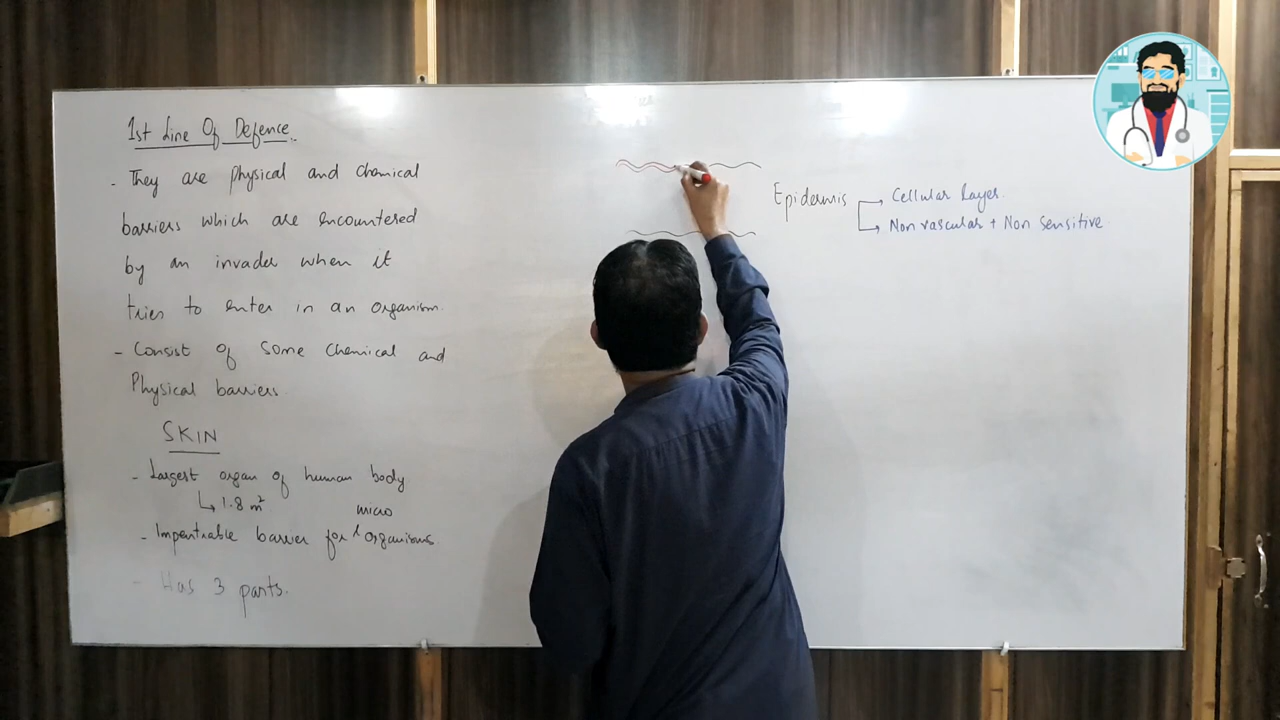 1st Line Of Defence
- They are physical and chemical
barriers which are encountered
by an invader when it
tries to enter in an organism.
- Consist of some chemical and
Physical barriers
SKIN
- Largest organ of human body
↳ 1.8 m²
- Impentrable barrier for micro organisms.
- Has 3 parts.
Epidermis → Cellular Layer.
→ Non vascular + Non Sensitive